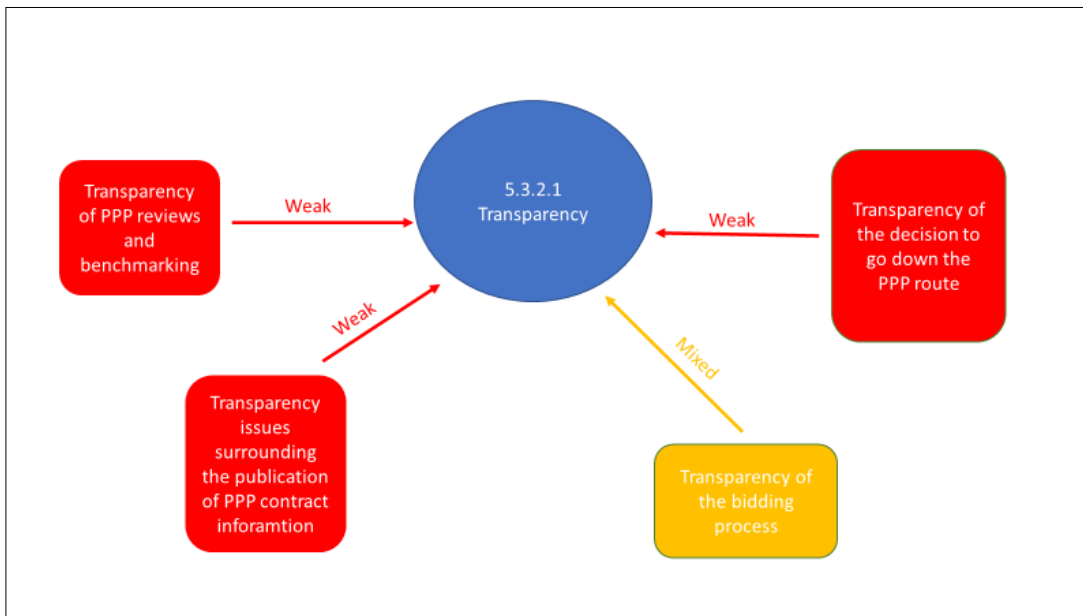 5.3.2.1
Transparency
Transparency
of PPP reviews
and
benchmarking
Weak
Weak
Transparency of
the decision to
go down the
PPP route
Weak
Mixed
Transparency
issues
surrounding
the publication
of PPP contract
inforamtion
Transparency of
the bidding
process